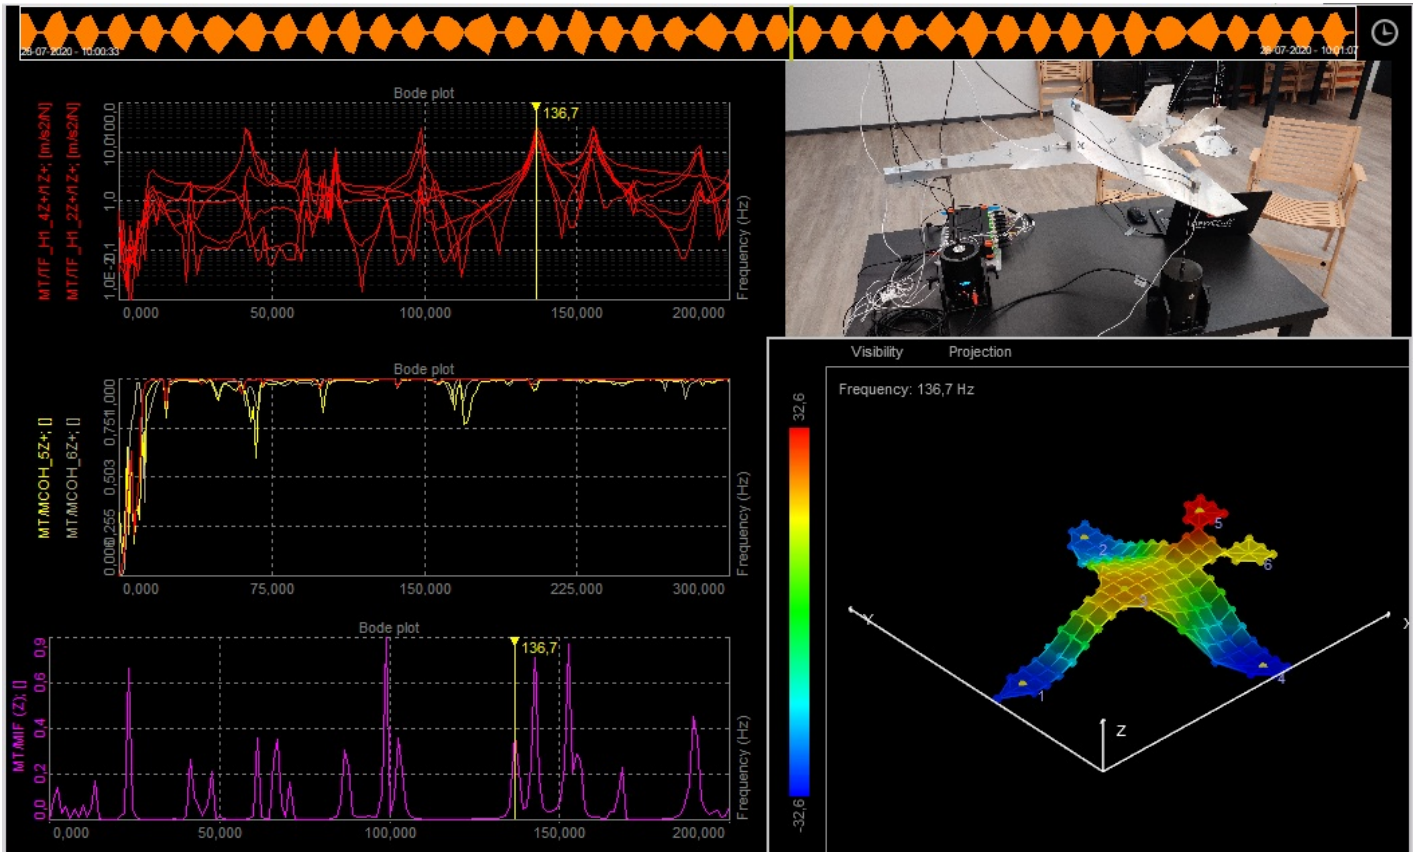 28-07-2020 - 10:00:33
28-07-2020 - 10:01:07
Bode plot
136,7
MT/TF_H1_4Z+/1Z+; [m/s2/N]
MT/TF_H1_2Z+/1Z+; [m/s2/N]
1,0E-2
0,1
1,0
10,0
100,0
Frequency (Hz)
0,000 50,000 100,000 150,000 200,000
Bode plot
MT/MCOH_5Z+; []
MT/MCOH_6Z+; []
0,006
0,255
0,503
0,751
1,000
Frequency (Hz)
0,000 75,000 150,000 225,000 300,000
Bode plot
136,7
MT/MIF (Z); []
0,0
0,2
0,4
0,6
0,9
Frequency (Hz)
0,000 50,000 100,000 150,000 200,000
Visibility Projection
Frequency: 136,7 Hz
32,6
-32,6
5
2
6
3
Y
X
4
1
Z